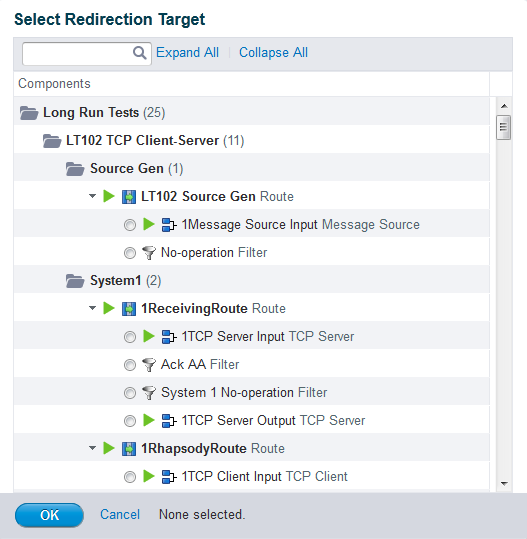 Select Redirection Target
Expand All | Collapse All
Components
Long Run Tests (25)
LT102 TCP Client-Server (11)
Source Gen (1)
LT102 Source Gen Route
1Message Source Input Message Source
No-operation Filter
System1 (2)
1ReceivingRoute Route
1TCP Server Input TCP Server
Ack AA Filter
System 1 No-operation Filter
1TCP Server Output TCP Server
1RhapsodyRoute Route
1TCP Client Input TCP Client
OK Cancel None selected.